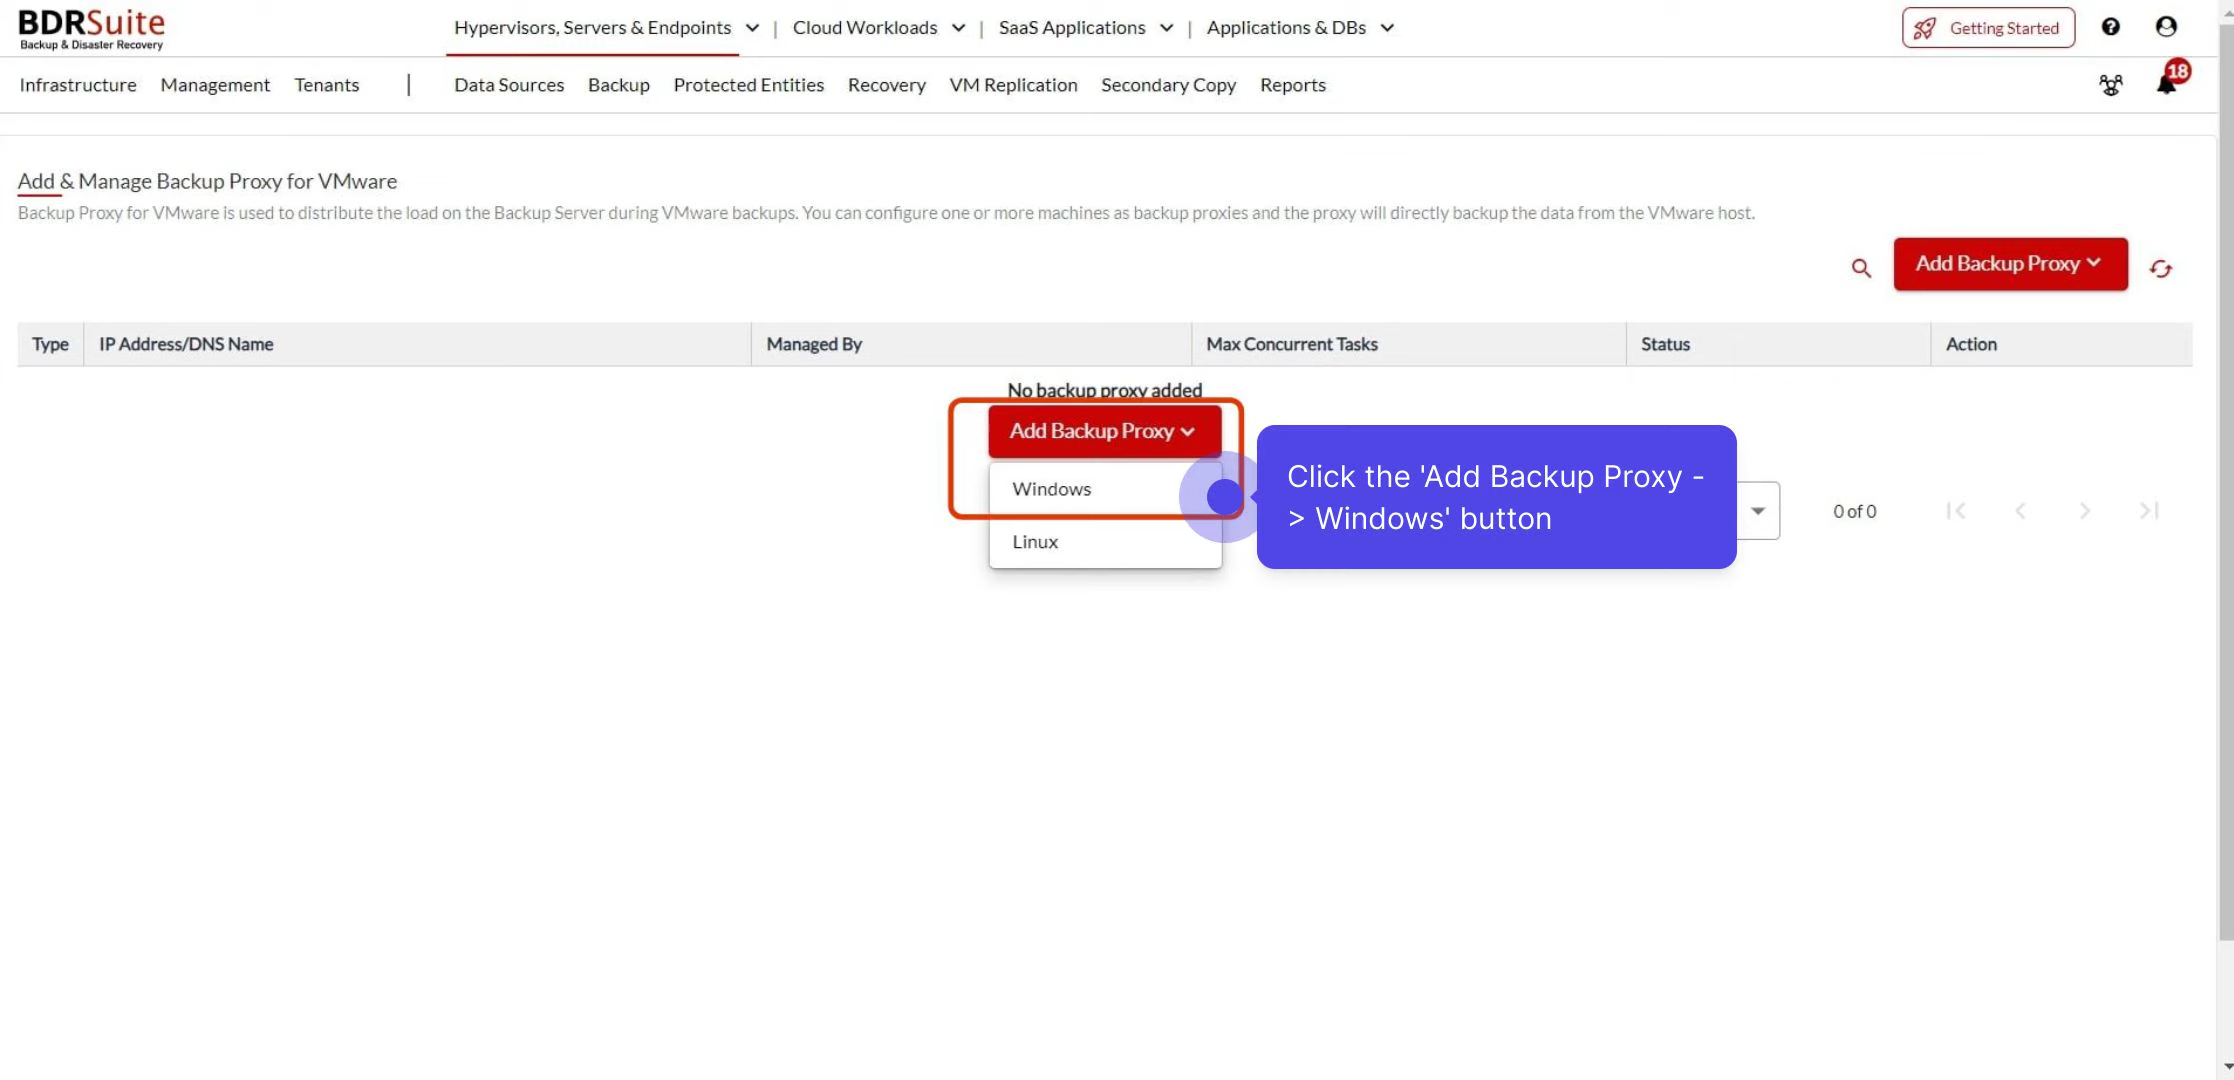 BDRSuite
Backup & Disaster Recovery
Hypervisors, Servers & Endpoints | Cloud Workloads | SaaS Applications | Applications & DBs
Getting Started
Infrastructure Management Tenants | Data Sources Backup Protected Entities Recovery VM Replication Secondary Copy Reports
18
Add & Manage Backup Proxy for VMware
Backup Proxy for VMware is used to distribute the load on the Backup Server during VMware backups. You can configure one or more machines as backup proxies and the proxy will directly backup the data from the VMware host.
Add Backup Proxy
Type IP Address/DNS Name Managed By Max Concurrent Tasks Status Action
No backup proxy added
Add Backup Proxy
Windows
Linux
Click the 'Add Backup Proxy -
> Windows' button
0 of 0